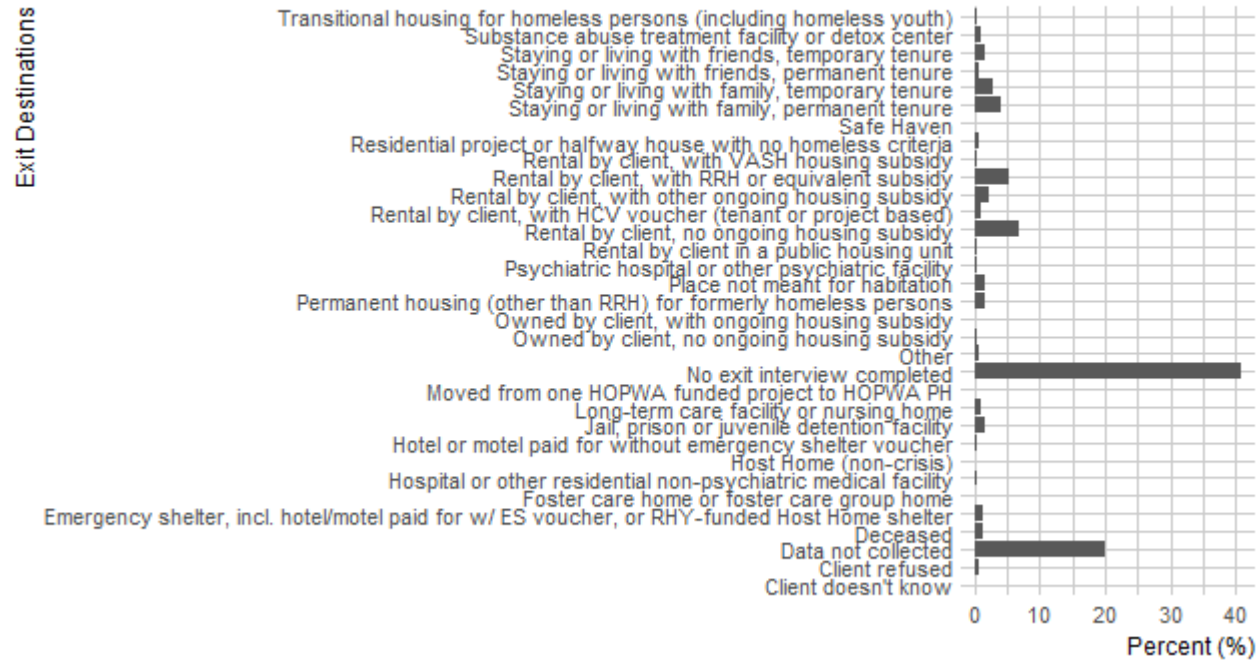 Exit Destinations
Transitional housing for homeless persons (including homeless youth)
Substance abuse treatment facility or detox center
Staying or living with friends, temporary tenure
Staying or living with friends, permanent tenure
Staying or living with family, temporary tenure
Staying or living with family, permanent tenure
Safe Haven
Residential project or halfway house with no homeless criteria
Rental by client, with VASH housing subsidy
Rental by client, with RRH or equivalent subsidy
Rental by client, with other ongoing housing subsidy
Rental by client, with HCV voucher (tenant or project based)
Rental by client, no ongoing housing subsidy
Rental by client in a public housing unit
Psychiatric hospital or other psychiatric facility
Place not meant for habitation
Permanent housing (other than RRH) for formerly homeless persons
Owned by client, with ongoing housing subsidy
Owned by client, no ongoing housing subsidy
Other
No exit interview completed
Moved from one HOPWA funded project to HOPWA PH
Long-term care facility or nursing home
Jail, prison or juvenile detention facility
Hotel or motel paid for without emergency shelter voucher
Host Home (non-crisis)
Hospital or other residential non-psychiatric medical facility
Foster care home or foster care group home
Emergency shelter, incl. hotel/motel paid for w/ ES voucher, or RHY-funded Host Home shelter
Deceased
Data not collected
Client refused
Client doesn't know
0 10 20 30 40
Percent (%)